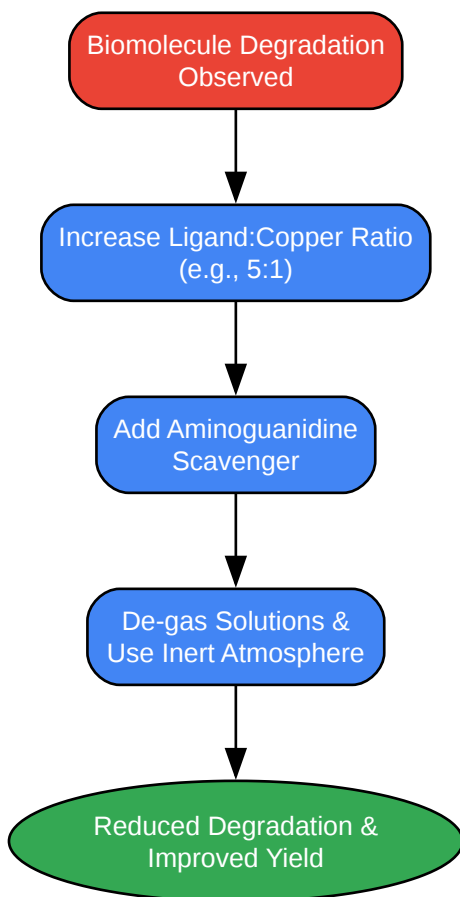 Biomolecule Degradation
Observed
Increase Ligand:Copper Ratio
(e.g., 5:1)
Add Aminoguanidine
Scavenger
De-gas Solutions &
Use Inert Atmosphere
Reduced Degradation &
Improved Yield